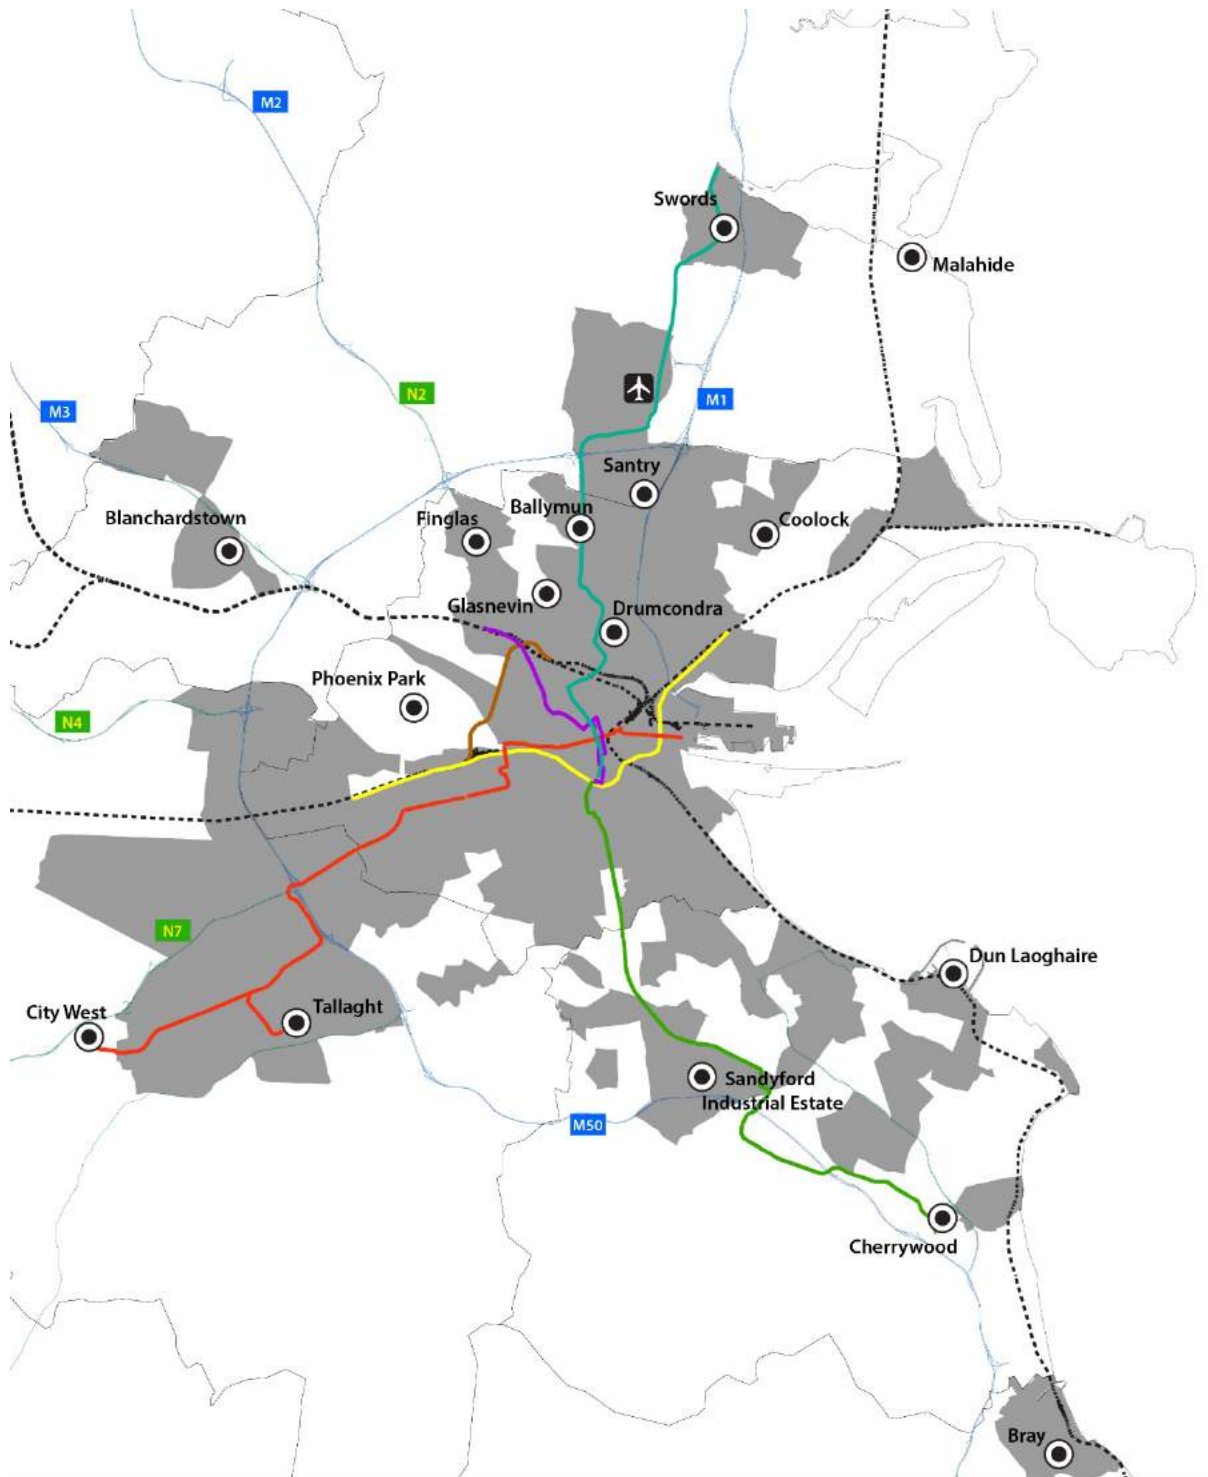 M2
Swords
Malahide
N2
M1
M3
Santry
Ballymun
Blanchardstown
Finglas
Coolock
Glasnevin
Drumcondra
Phoenix Park
N4
N7
Dun Laoghaire
City West
Tallaght
Sandyford
Industrial Estate
M50
Cherrywood
Bray